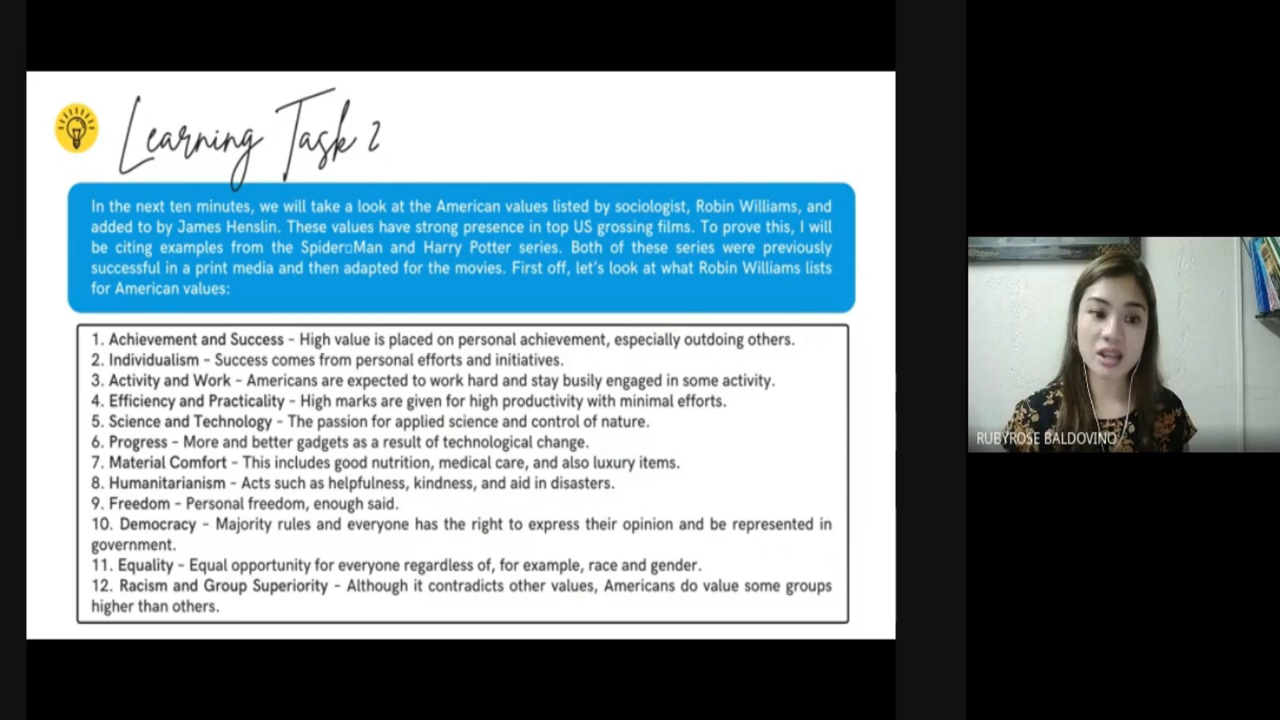 Learning Task 2
In the next ten minutes, we will take a look at the American values listed by sociologist, Robin Williams, and
added to by James Henslin. These values have strong presence in top US grossing films. To prove this, I will
be citing examples from the Spider▯Man and Harry Potter series. Both of these series were previously
successful in a print media and then adapted for the movies. First off, let's look at what Robin Williams lists
for American values:
1. Achievement and Success - High value is placed on personal achievement, especially outdoing others.
2. Individualism - Success comes from personal efforts and initiatives.
3. Activity and Work - Americans are expected to work hard and stay busily engaged in some activity.
4. Efficiency and Practicality - High marks are given for high productivity with minimal efforts.
5. Science and Technology - The passion for applied science and control of nature.
6. Progress - More and better gadgets as a result of technological change.
7. Material Comfort - This includes good nutrition, medical care, and also luxury items.
8. Humanitarianism - Acts such as helpfulness, kindness, and aid in disasters.
9. Freedom - Personal freedom, enough said.
10. Democracy - Majority rules and everyone has the right to express their opinion and be represented in
government.
11. Equality - Equal opportunity for everyone regardless of, for example, race and gender.
12. Racism and Group Superiority - Although it contradicts other values, Americans do value some groups
higher than others.
RUBYROSE BALDOVINO